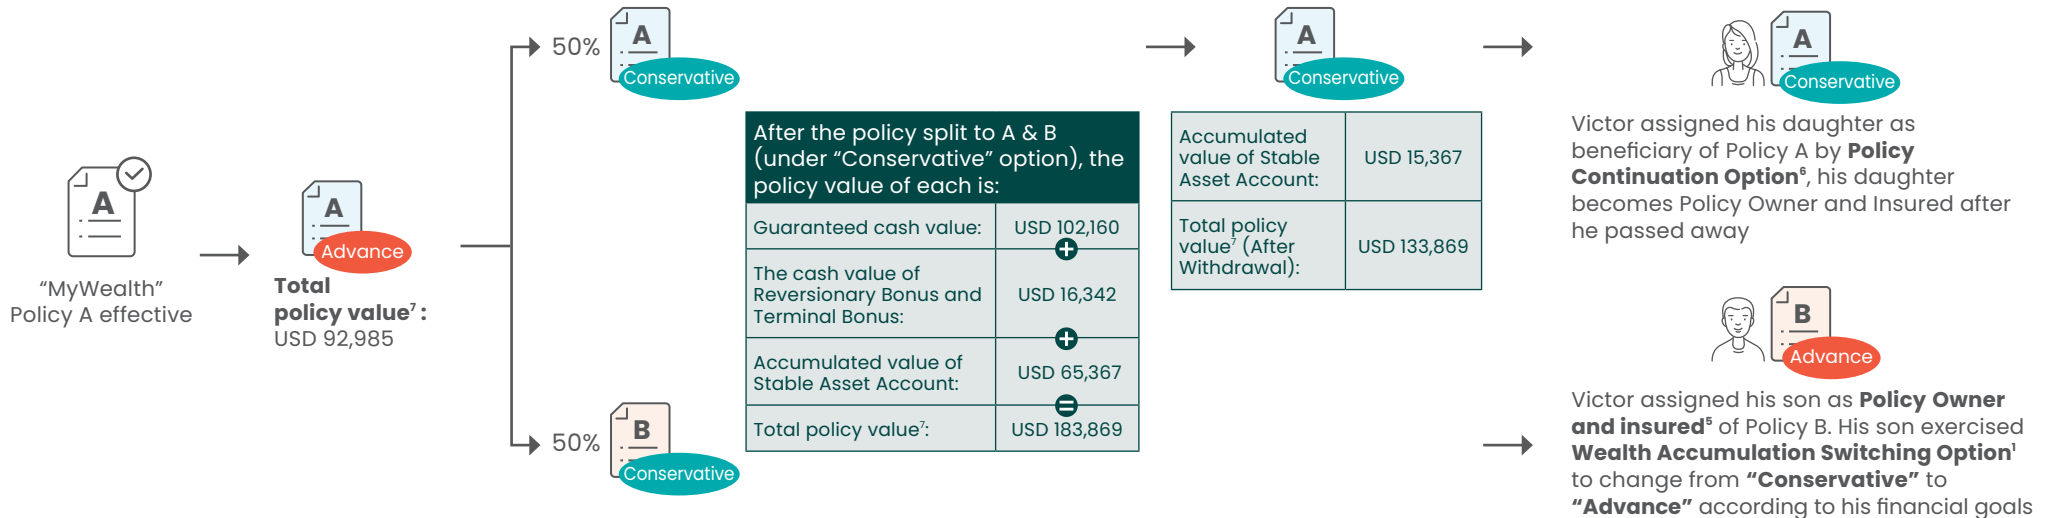 A
“MyWealth”
Policy A effective
A
Advance
Total
policy value⁷ :
USD 92,985
50%
A
Conservative
50%
B
Conservative
After the policy split to A & B
(under “Conservative” option), the
policy value of each is:
Guaranteed cash value:
USD 102,160
+
The cash value of
Reversionary Bonus and
Terminal Bonus:
USD 16,342
+
Accumulated value of
Stable Asset Account:
USD 65,367
=
Total policy value⁷:
USD 183,869
A
Conservative
Accumulated
value of Stable
Asset Account:
USD 15,367
Total policy
value⁷ (After
Withdrawal):
USD 133,869
A
Conservative
Victor assigned his daughter as
beneficiary of Policy A by Policy
Continuation Option⁶, his daughter
becomes Policy Owner and Insured after
he passed away
B
Advance
Victor assigned his son as Policy Owner
and insured⁵ of Policy B. His son exercised
Wealth Accumulation Switching Option¹
to change from “Conservative” to
“Advance” according to his financial goals